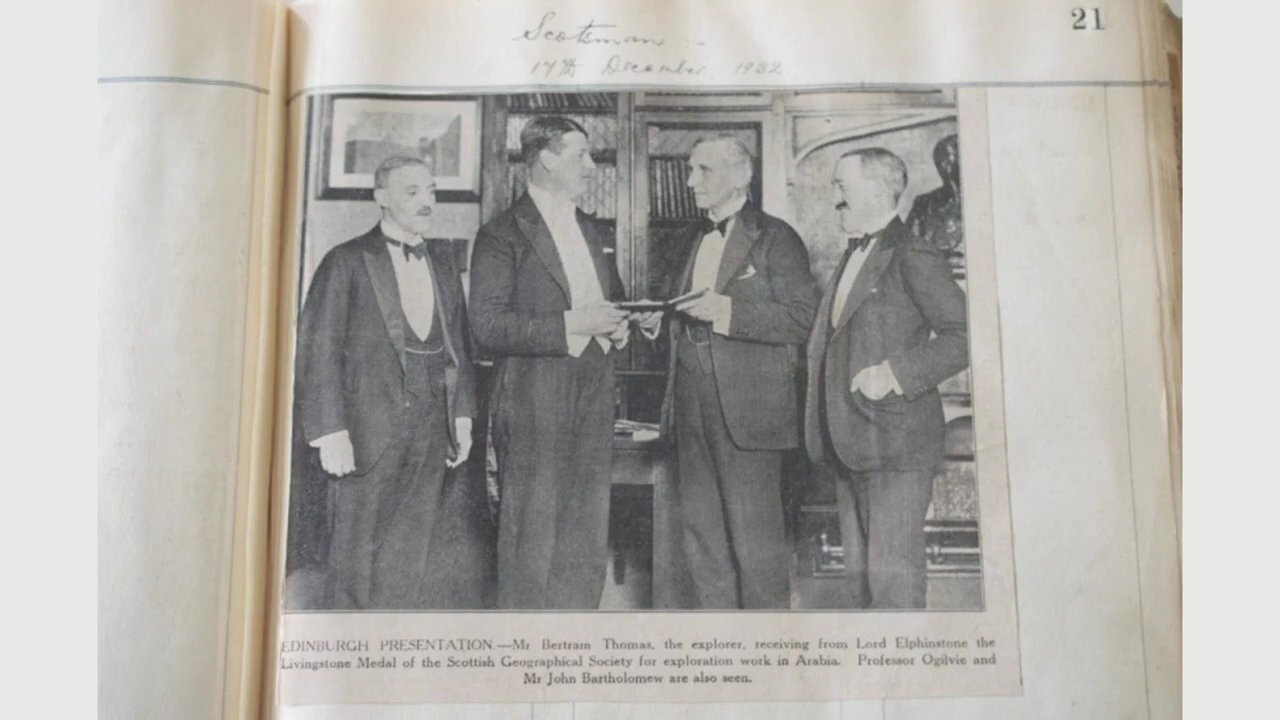 21
Scotsman :-
17th December 1932
EDINBURGH PRESENTATION.—Mr Bertram Thomas, the explorer, receiving from Lord Elphinstone the
Livingstone Medal of the Scottish Geographical Society for exploration work in Arabia. Professor Ogilvie and
Mr John Bartholomew are also seen.